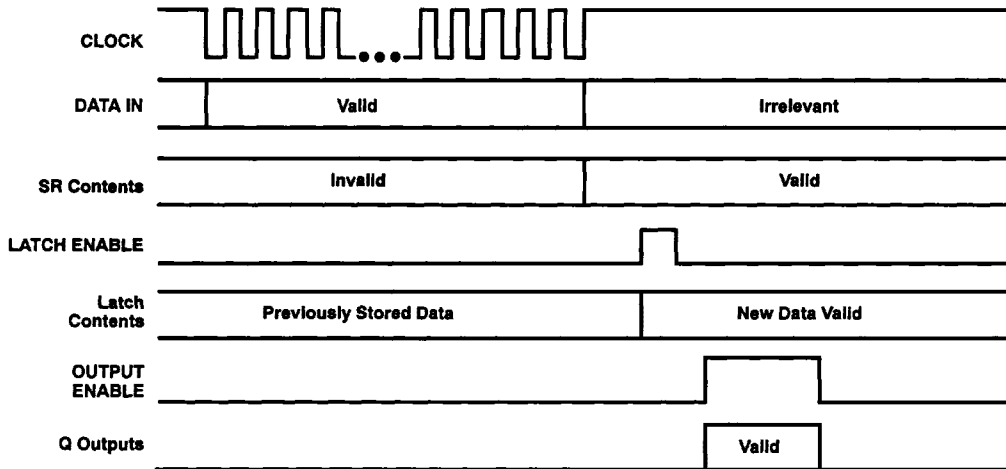 CLOCK
DATA IN
Valid
Irrelevant
SR Contents
Invalid
Valid
LATCH ENABLE
Latch
Contents
Previously Stored Data
New Data Valid
OUTPUT
ENABLE
Q Outputs
Valid